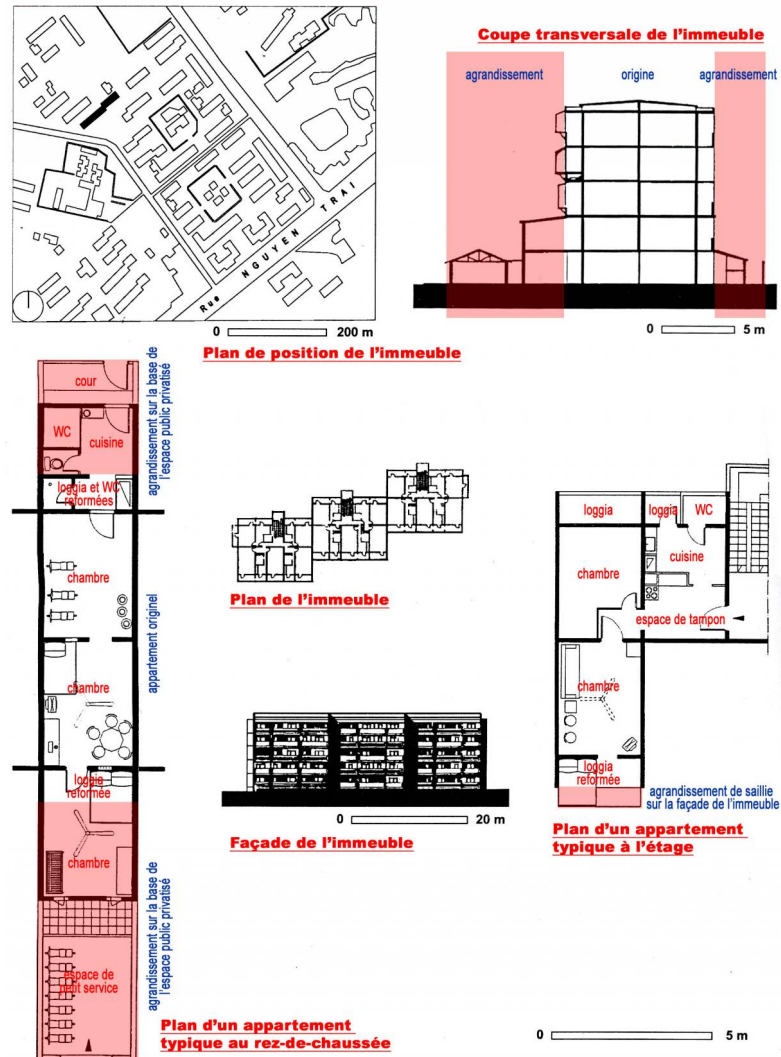 Coupe transversale de l'immeuble
agrandissement
origine
agrandissement
Rue NGUYEN TRAI
0
200 m
Plan de position de l'immeuble
0
5 m
cour
WC
cuisine
loggia et WC
reformées
chambre
chambre
loggia
reformée
chambre
espace de
petit service
agrandissement sur la base de
l'espace public privatisé
appartement originel
agrandissement sur la base de
l'espace public privatisé
Plan d'un appartement
typique au rez-de-chaussée
Plan de l'immeuble
0
20 m
Façade de l'immeuble
loggia
loggia
WC
cuisine
chambre
espace de tampon
chambre
loggia
reformée
agrandissement de saillie
sur la façade de l'immeuble
Plan d'un appartement
typique à l'étage
0
5 m